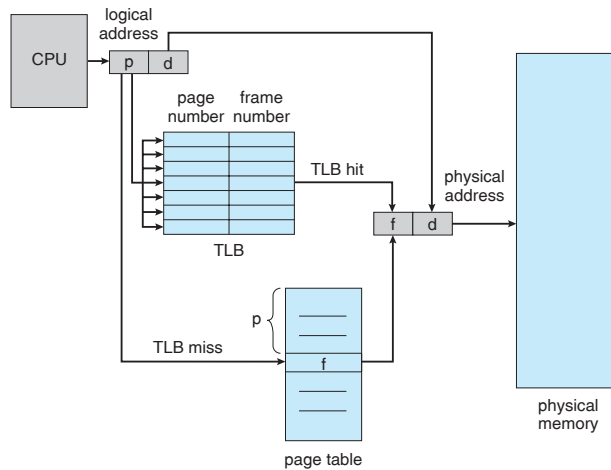 logical
address
CPU
p
d
page
number
frame
number
TLB hit
physical
address
f
d
TLB
p
TLB miss
f
page table
physical
memory